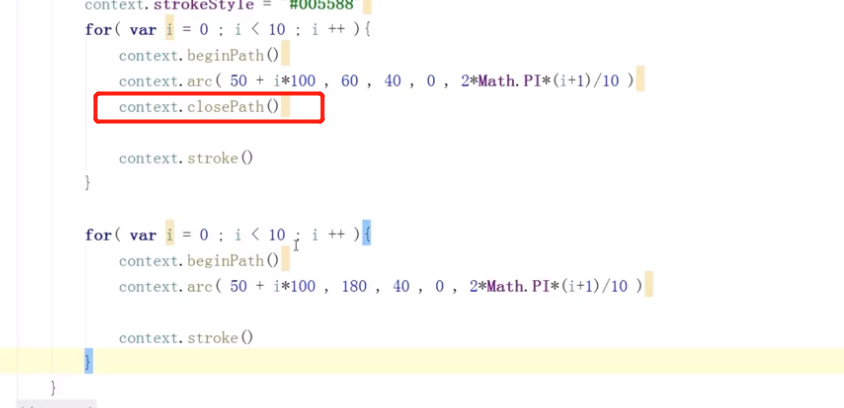 context.strokeStyle = "#005588"
for( var i = 0 ; i < 10 ; i ++ ){
context.beginPath()
context.arc( 50 + i*100 , 60 , 40 , 0 , 2*Math.PI*(i+1)/10 )
context.closePath()
context.stroke()
}
for( var i = 0 ; i < 10 ; i ++ ){
context.beginPath()
context.arc( 50 + i*100 , 180 , 40 , 0 , 2*Math.PI*(i+1)/10 )
context.stroke()
}
}